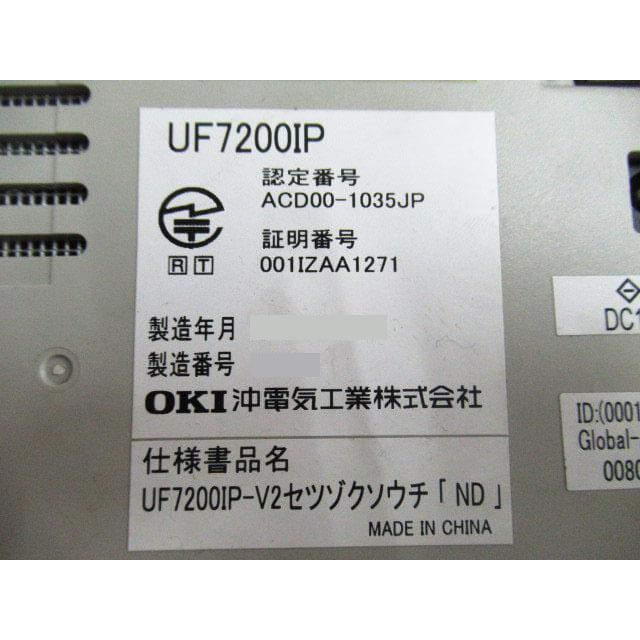 UF7200IP
認定番号
ACD00-1035JP
証明番号
001IZAA1271
R T
製造年月
製造番号
OKI 沖電気工業株式会社
仕様書品名
UF7200IP-V2セツゾクソウチ「 ND 」
MADE IN CHINA
DC1
ID:(0001
Global-
0080